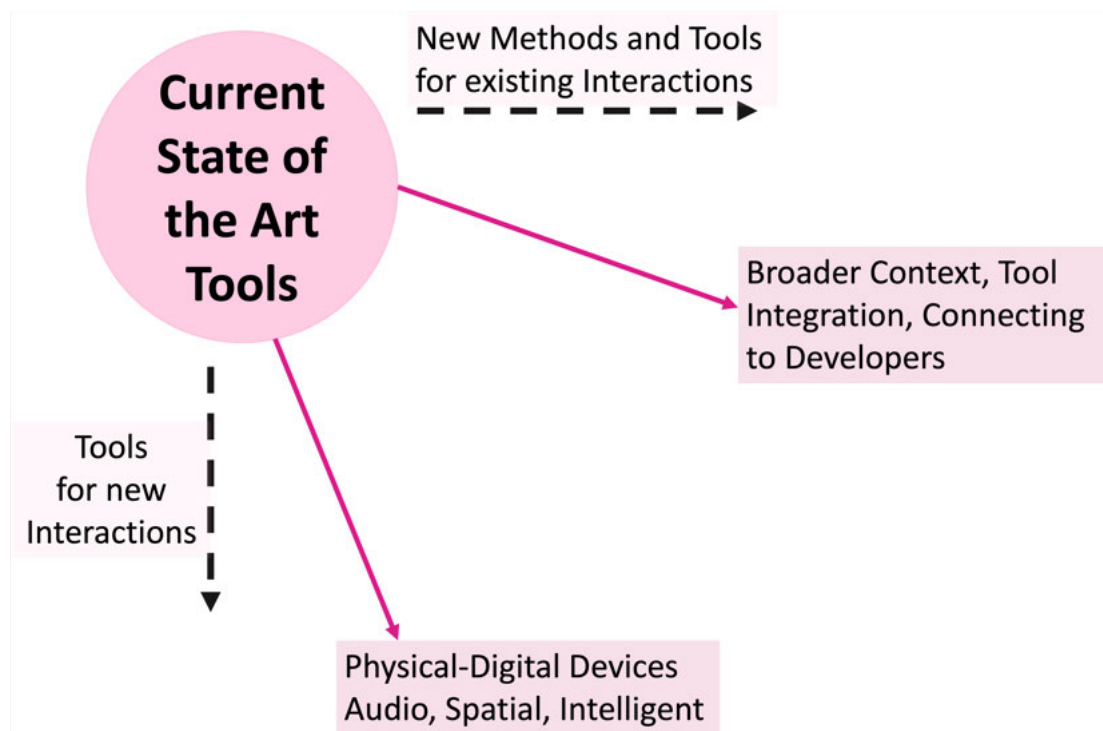 Current
State of
the Art
Tools
New Methods and Tools
for existing Interactions
Broader Context, Tool
Integration, Connecting
to Developers
Tools
for new
Interactions
Physical-Digital Devices
Audio, Spatial, Intelligent